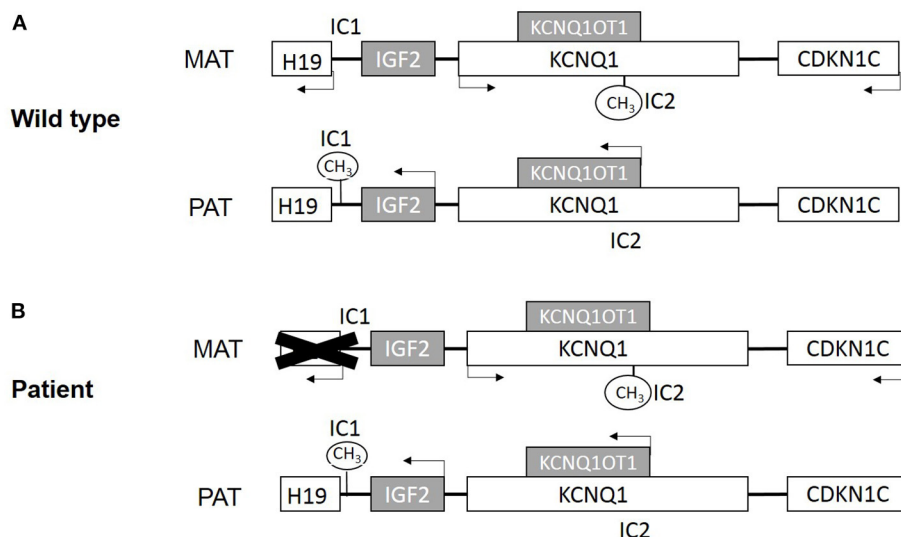 A
IC1
KCNQ1OT1
MAT H19 IGF2 KCNQ1 CDKN1C
CH3 IC2
Wild type
IC1
CH3
KCNQ1OT1
PAT H19 IGF2 KCNQ1 CDKN1C
IC2
B
IC1
KCNQ1OT1
MAT IGF2 KCNQ1 CDKN1C
CH3 IC2
Patient
IC1
CH3
KCNQ1OT1
PAT H19 IGF2 KCNQ1 CDKN1C
IC2